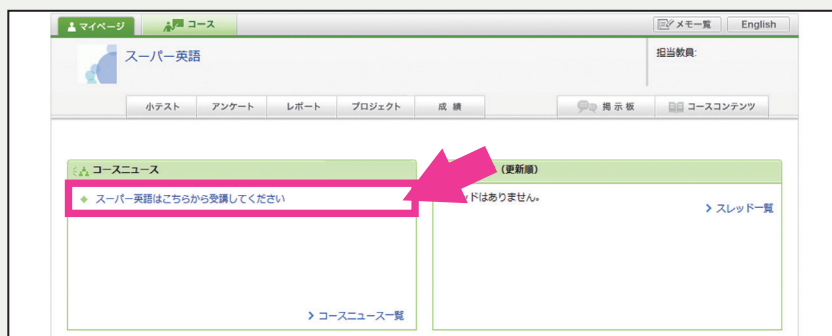 マイページ コース メモ一覧 English
スーパー英語 担当教員:
小テスト アンケート レポート プロジェクト 成績 掲示板 コースコンテンツ
コースニュース (更新順)
スーパー英語はこちらから受講してください ッドはありません。
スレッド一覧
コースニュース一覧